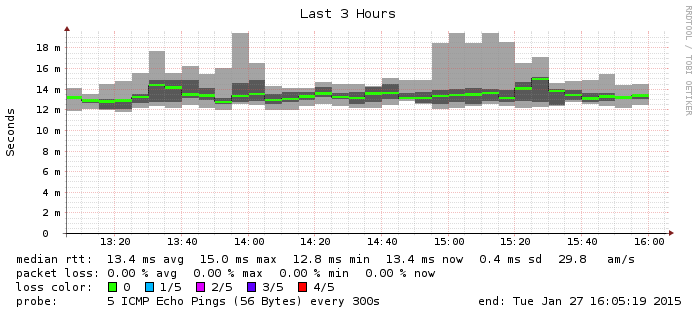 Last 3 Hours
RRDTOOL / TOBI OETIKER
Seconds
18 m
16 m
14 m
12 m
10 m
8 m
6 m
4 m
2 m
0
13:20 13:40 14:00 14:20 14:40 15:00 15:20 15:40 16:00
median rtt: 13.4 ms avg 15.0 ms max 12.8 ms min 13.4 ms now 0.4 ms sd 29.8 am/s
packet loss: 0.00 % avg 0.00 % max 0.00 % min 0.00 % now
loss color: 0 1/5 2/5 3/5 4/5
probe: 5 ICMP Echo Pings (56 Bytes) every 300s end: Tue Jan 27 16:05:19 2015